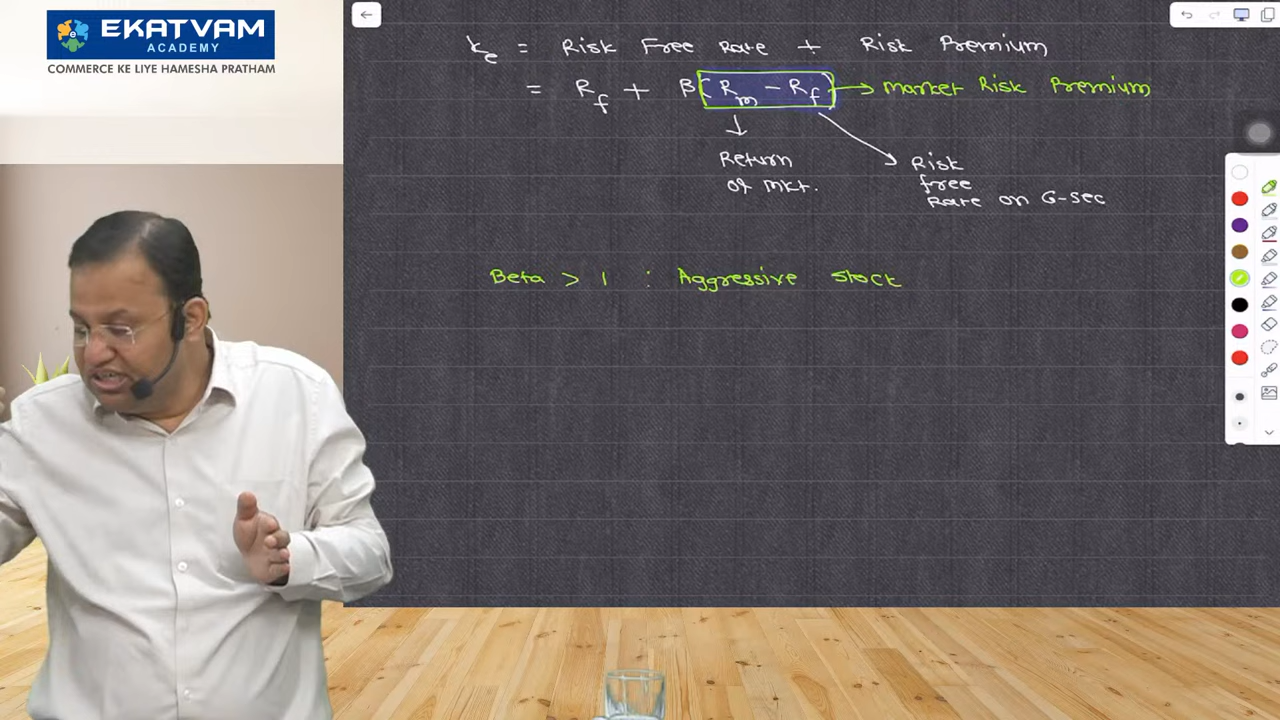 EKATVAM
ACADEMY
COMMERCE KE LIYE HAMESHA PRATHAM
Ke = Risk Free Rate + Risk Premium
= Rf + β(Rm - Rf) → Market Risk Premium
Return
of mkt.
Risk
free
Rate on G-sec
Beta > 1 : Aggressive Stock